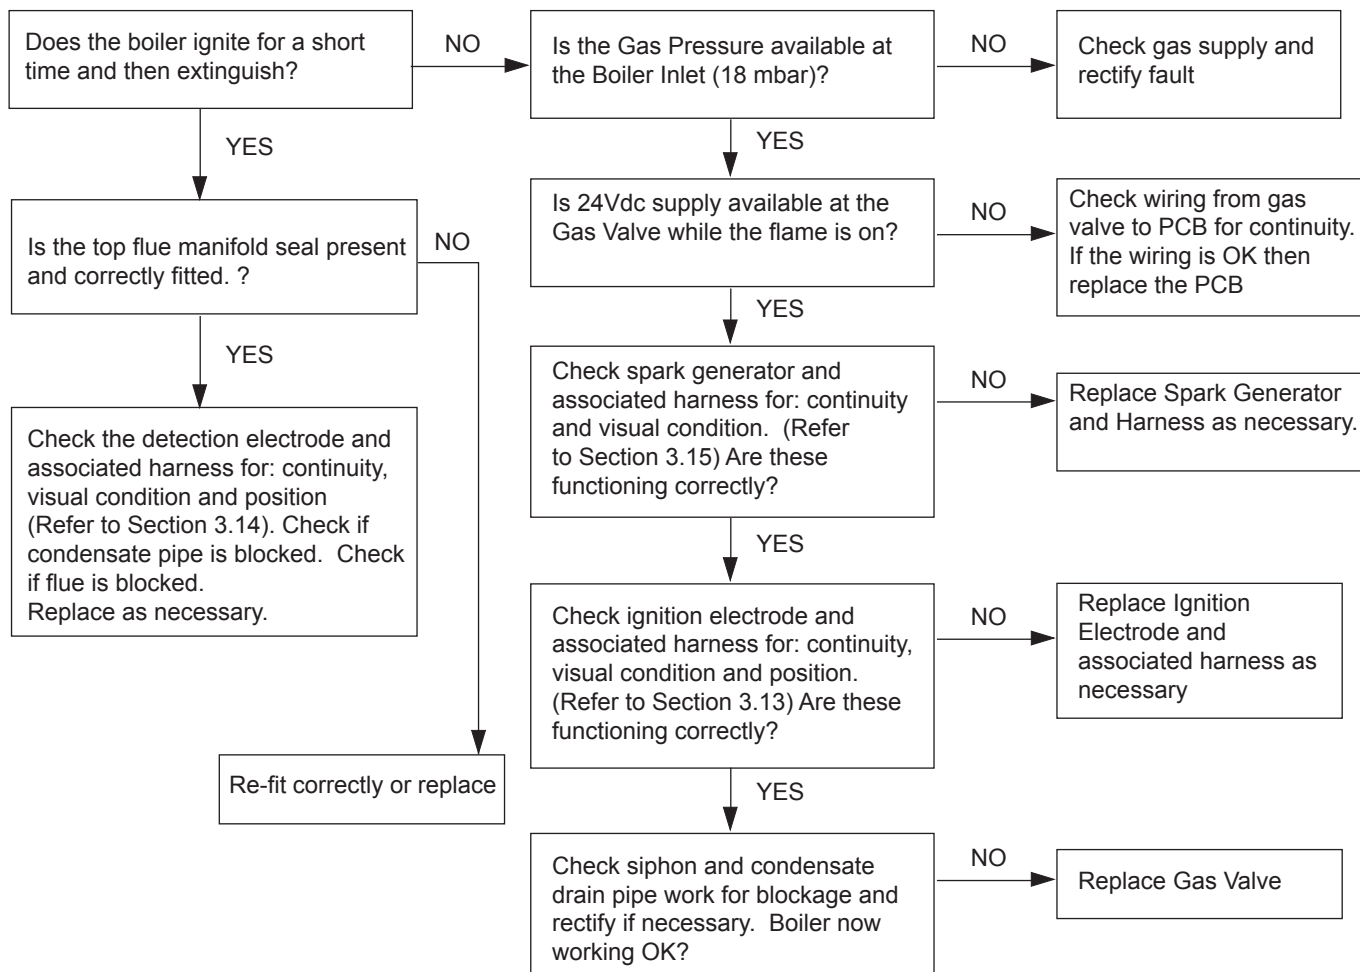 Does the boiler ignite for a short
time and then extinguish?
NO
Is the Gas Pressure available at
the Boiler Inlet (18 mbar)?
NO
Check gas supply and
rectify fault
YES
YES
Is the top flue manifold seal present
and correctly fitted. ?
NO
Is 24Vdc supply available at the
Gas Valve while the flame is on?
NO
Check wiring from gas
valve to PCB for continuity.
If the wiring is OK then
replace the PCB
YES
YES
Check the detection electrode and
associated harness for: continuity,
visual condition and position
(Refer to Section 3.14). Check if
condensate pipe is blocked.  Check
if flue is blocked.
Replace as necessary.
Check spark generator and
associated harness for: continuity
and visual condition.  (Refer
to Section 3.15) Are these
functioning correctly?
NO
Replace Spark Generator
and Harness as necessary.
YES
Check ignition electrode and
associated harness for: continuity,
visual condition and position.
(Refer to Section 3.13) Are these
functioning correctly?
NO
Replace Ignition
Electrode and
associated harness as
necessary
Re-fit correctly or replace
YES
Check siphon and condensate
drain pipe work for blockage and
rectify if necessary.  Boiler now
working OK?
NO
Replace Gas Valve